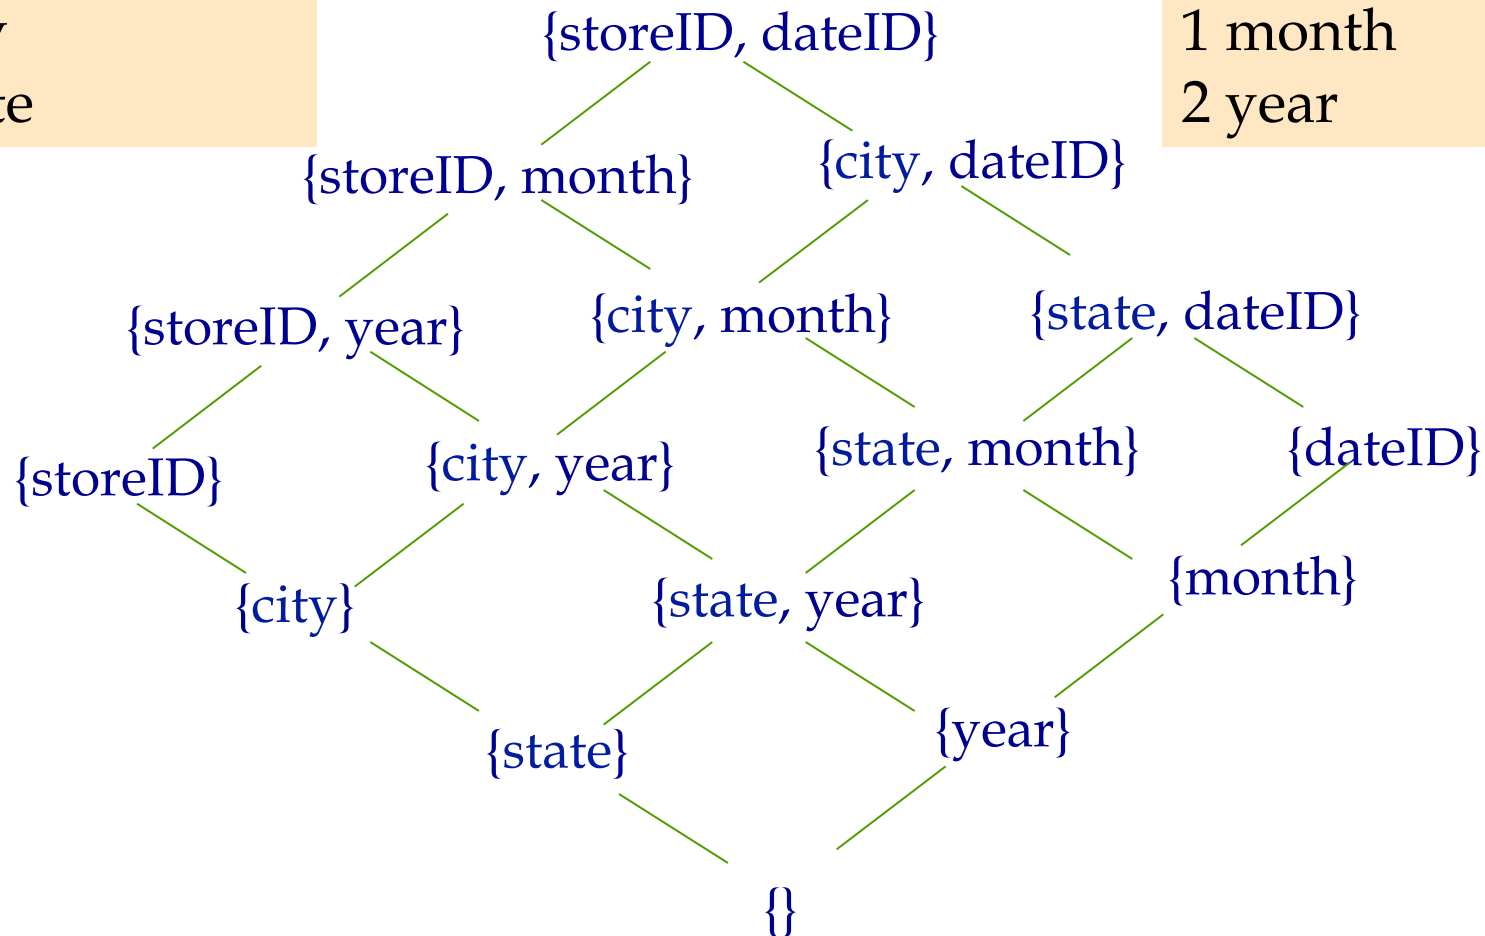 {storeID, dateID}
1 month
2 year
{storeID, month}
{city, dateID}
{storeID, year}
{city, month}
{state, dateID}
{storeID}
{city, year}
{state, month}
{dateID}
{city}
{state, year}
{month}
{state}
{year}
{}